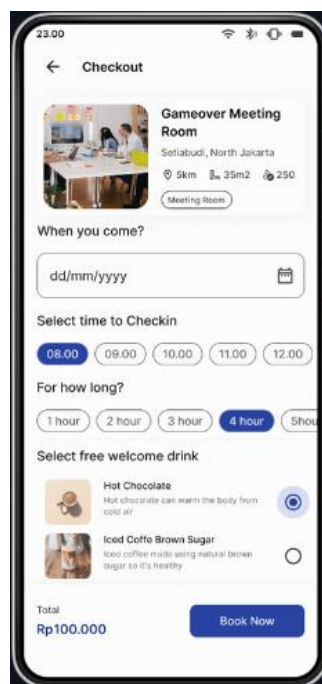 23.00
Checkout
5.0
Gameover Meeting
Room
Setiabudi, North Jakarta
5km 35m2 250
Meeting Room
When you come?
dd/mm/yyyy
Select time to Checkin
08.00 09.00 10.00 11.00 12.00
For how long?
1 hour 2 hour 3 hour 4 hour 5hou
Select free welcome drink
Hot Chocolate
Hot chocolate can warm the body from
cold air
Iced Coffe Brown Sugar
Iced coffee made using natural brown
sugar so it's healthy
Total
Rp100.000
Book Now